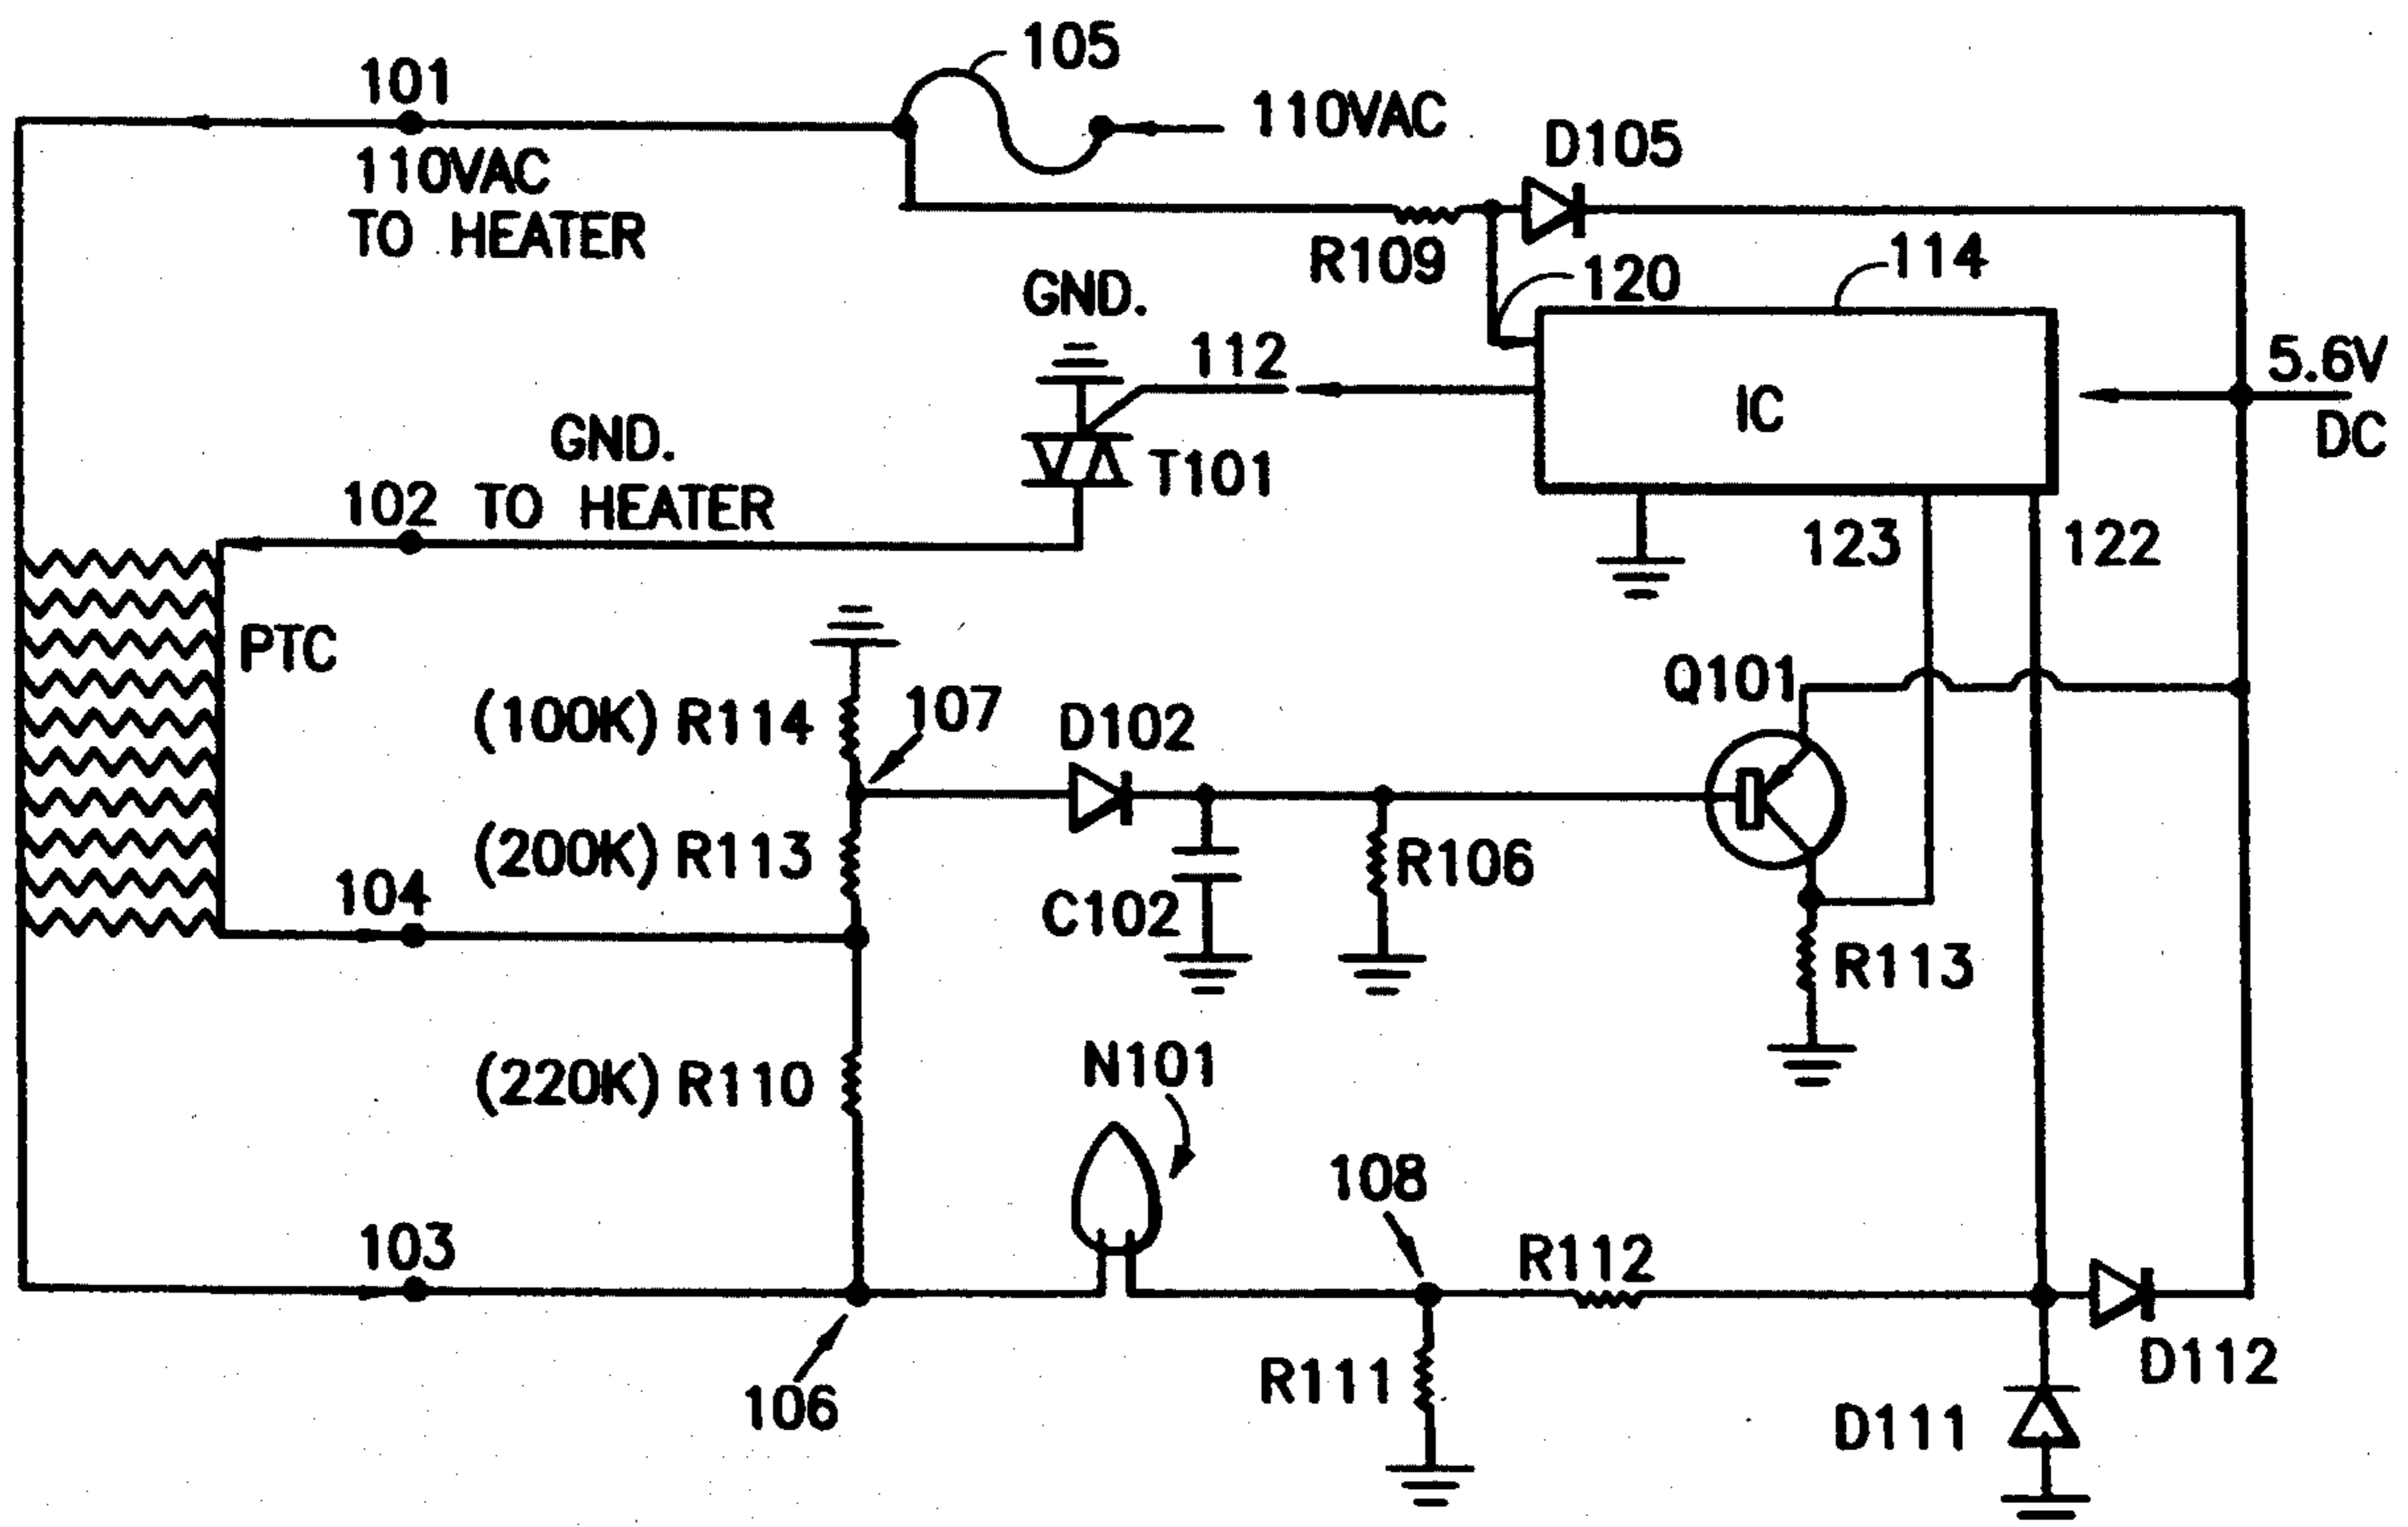 105
101
110VAC
D105
110VAC
TO HEATER
R109
120
114
GND.
112
5.6V
DC
IC
GND.
102 TO HEATER
T101
123
122
PTC
Q101
(100K) R114
107
D102
(200K) R113
R106
104
C102
R113
(220K) R110
N101
108
103
R112
106
R111
D112
D111